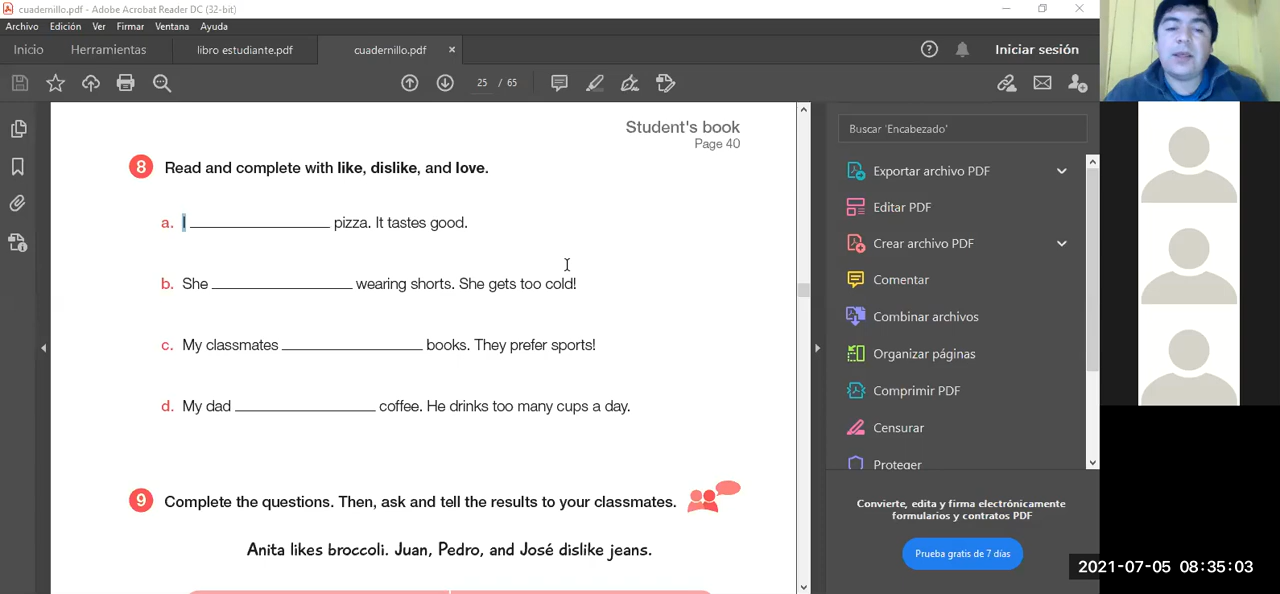 cuadernillo.pdf - Adobe Acrobat Reader DC (32-bit)
Archivo Edición Ver Firmar Ventana Ayuda
Inicio Herramientas libro estudiante.pdf cuadernillo.pdf × Iniciar sesión
25 / 65
Student's book
Page 40
8 Read and complete with like, dislike, and love.
a. I ________ pizza. It tastes good.
b. She ________ wearing shorts. She gets too cold!
c. My classmates ________ books. They prefer sports!
d. My dad ________ coffee. He drinks too many cups a day.
9 Complete the questions. Then, ask and tell the results to your classmates.
Anita likes broccoli. Juan, Pedro, and José dislike jeans.
Buscar 'Encabezado'
Exportar archivo PDF
Editar PDF
Crear archivo PDF
Comentar
Combinar archivos
Organizar páginas
Comprimir PDF
Censurar
Proteger
Convierte, edita y firma electrónicamente
formularios y contratos PDF
Prueba gratis de 7 días
2021-07-05 08:35:03